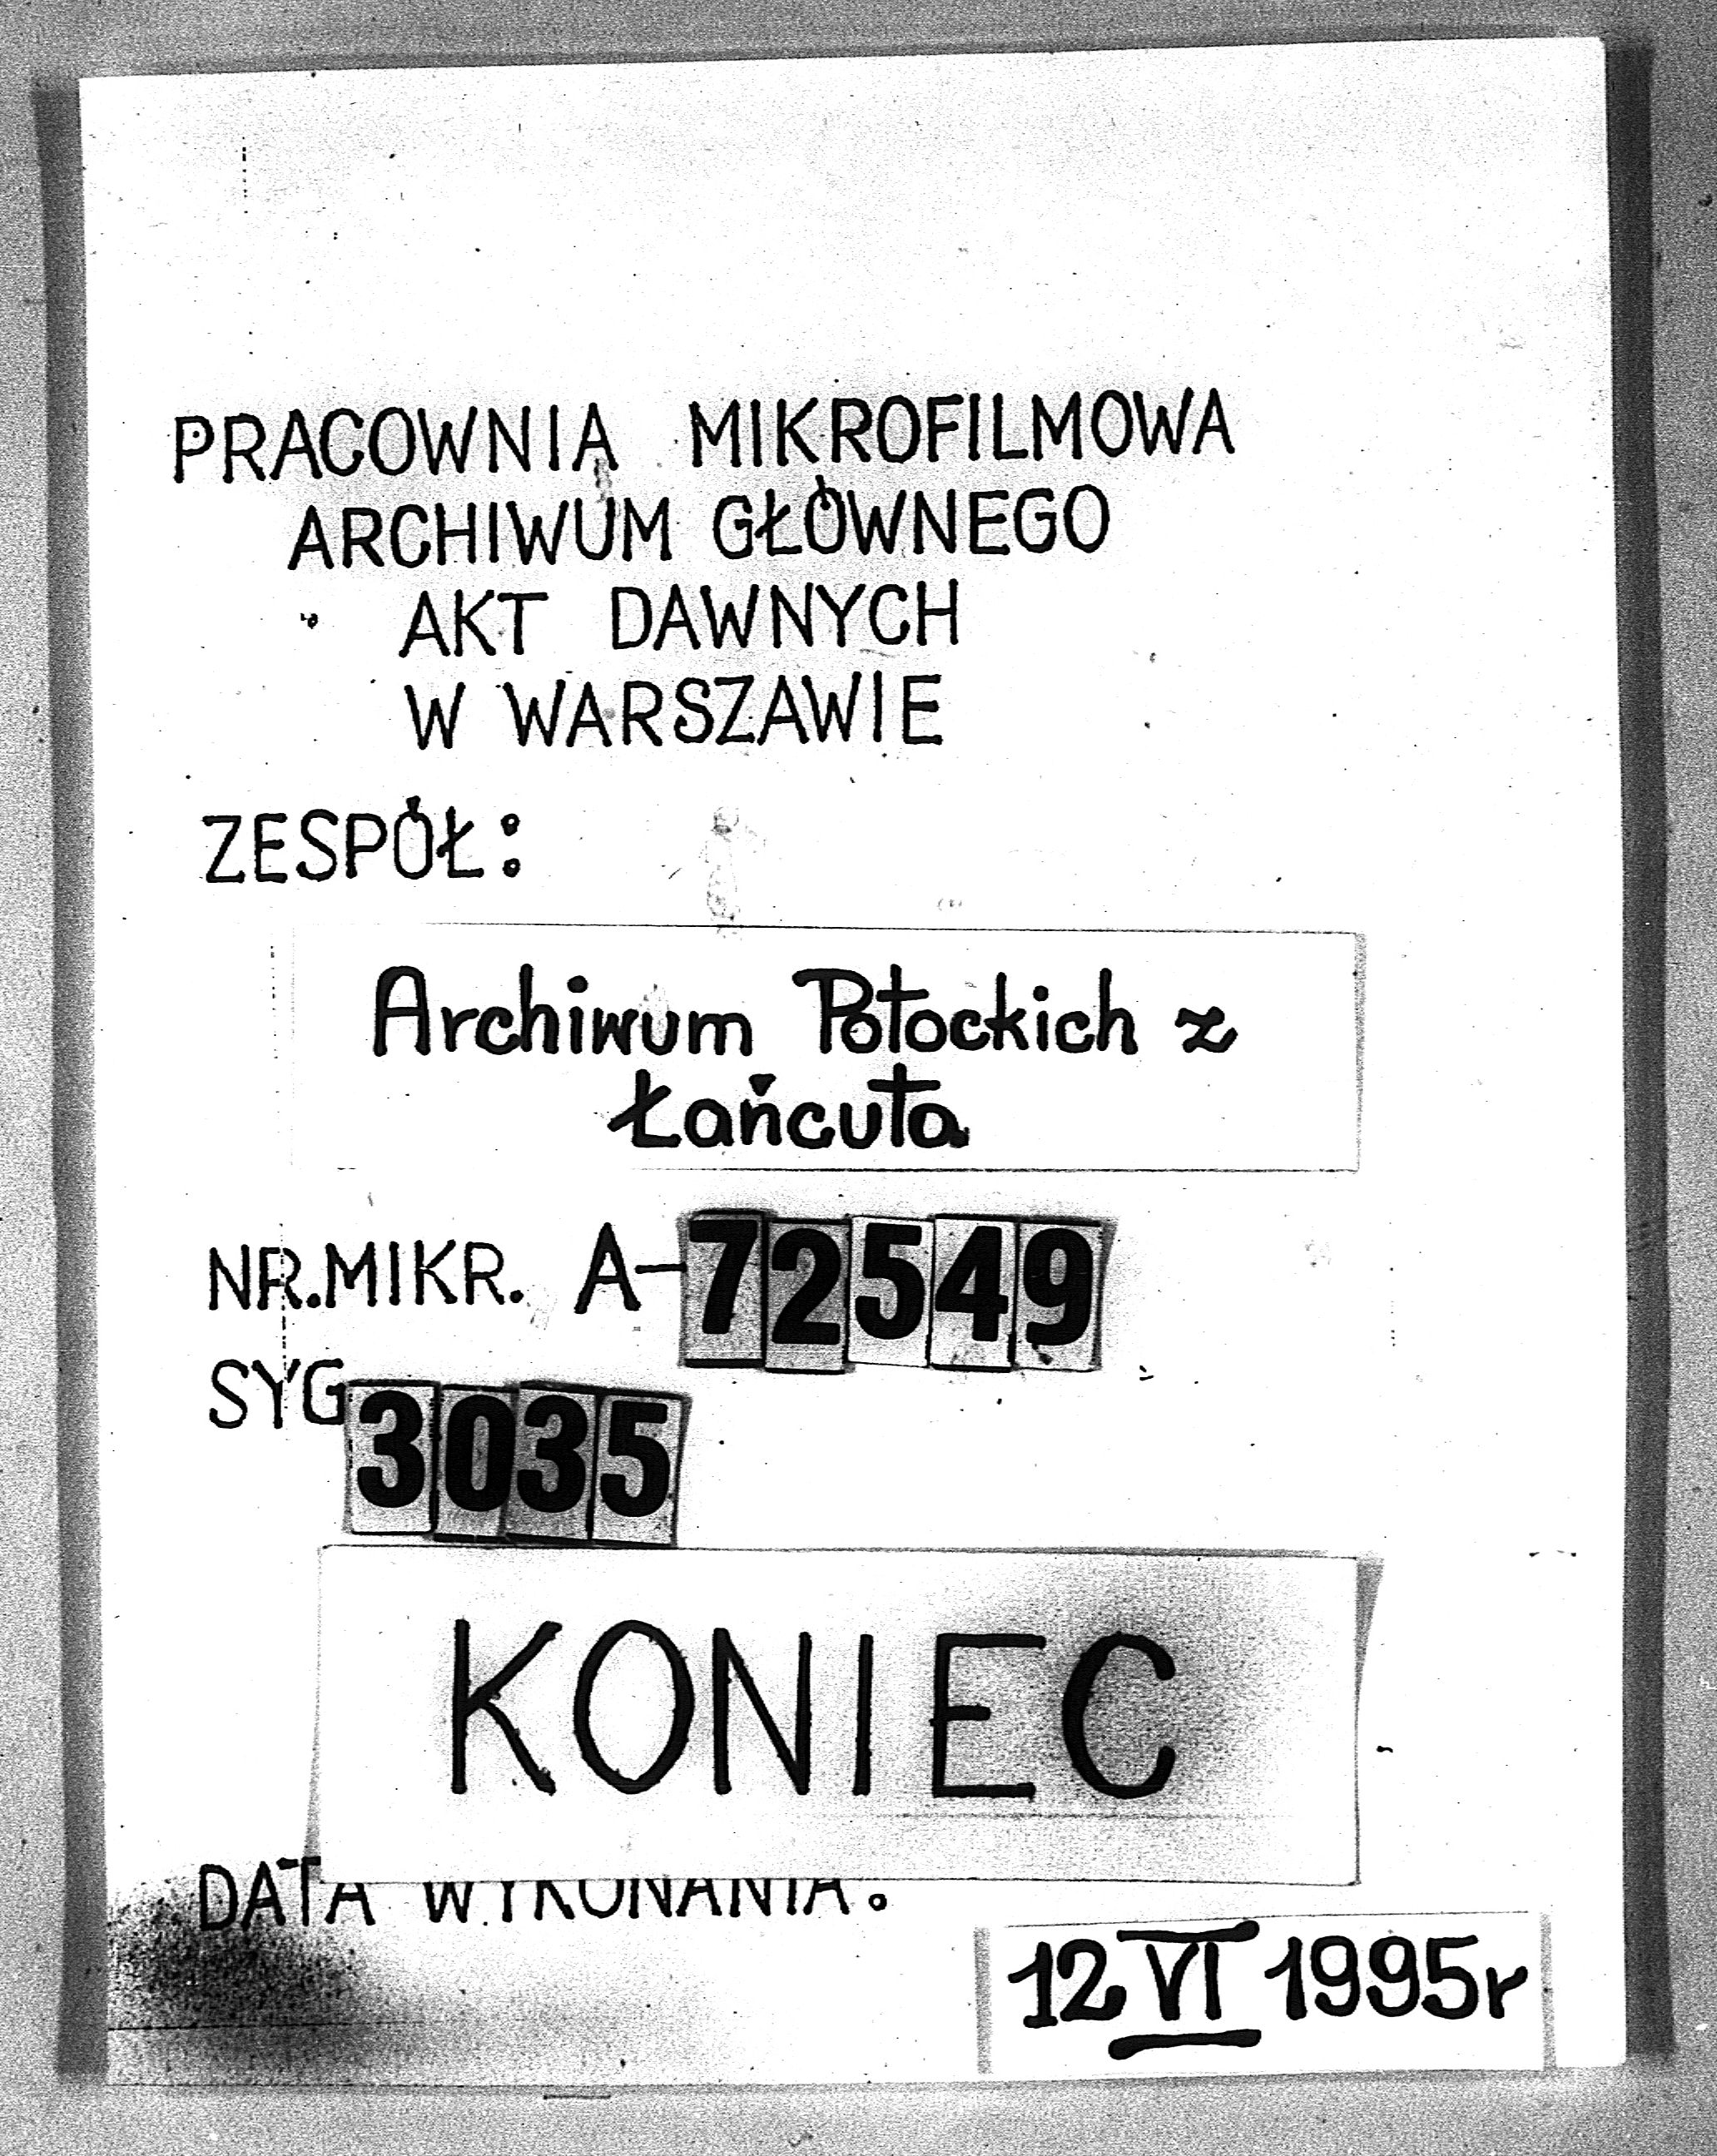 PRACOWNIA MIKROFILMOWA
ARCHIWUM GŁÓWNEGO
AKT DAWNYCH
W WARSZAWIE
ZESPÓŁ:
Archiwum Potockich z
Łańcuta
NR.MIKR. A-72549
SYG 3035
KONIEC
DATA WYKONANIA:
12 VI 1995r